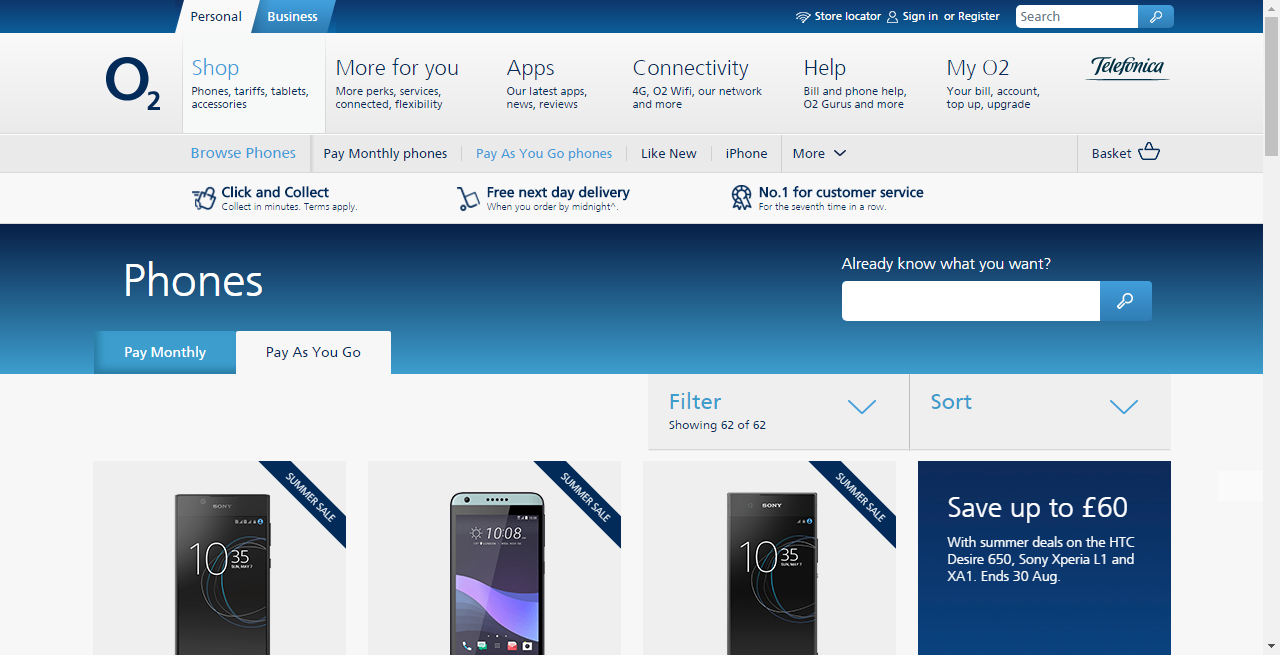 Personal
Business
Store locator
Sign in or Register
Search
O2
Shop
Phones, tariffs, tablets,
accessories
More for you
More perks, services,
connected, flexibility
Apps
Our latest apps,
news, reviews
Connectivity
4G, O2 Wifi, our network
and more
Help
Bill and phone help,
O2 Gurus and more
My O2
Your bill, account,
top up, upgrade
Telefónica
Browse Phones
Pay Monthly phones
Pay As You Go phones
Like New
iPhone
More
Basket
Click and Collect
Collect in minutes. Terms apply.
Free next day delivery
When you order by midnight^.
No.1 for customer service
For the seventh time in a row.
Phones
Already know what you want?
Pay Monthly
Pay As You Go
Filter
Showing 62 of 62
Sort
SUMMER SALE
SONY
10 35
SUN, MAY 7
SUMMER SALE
10:08
SUMMER SALE
SONY
10 35
SUN, MAY 7
Save up to £60
With summer deals on the HTC
Desire 650, Sony Xperia L1 and
XA1. Ends 30 Aug.